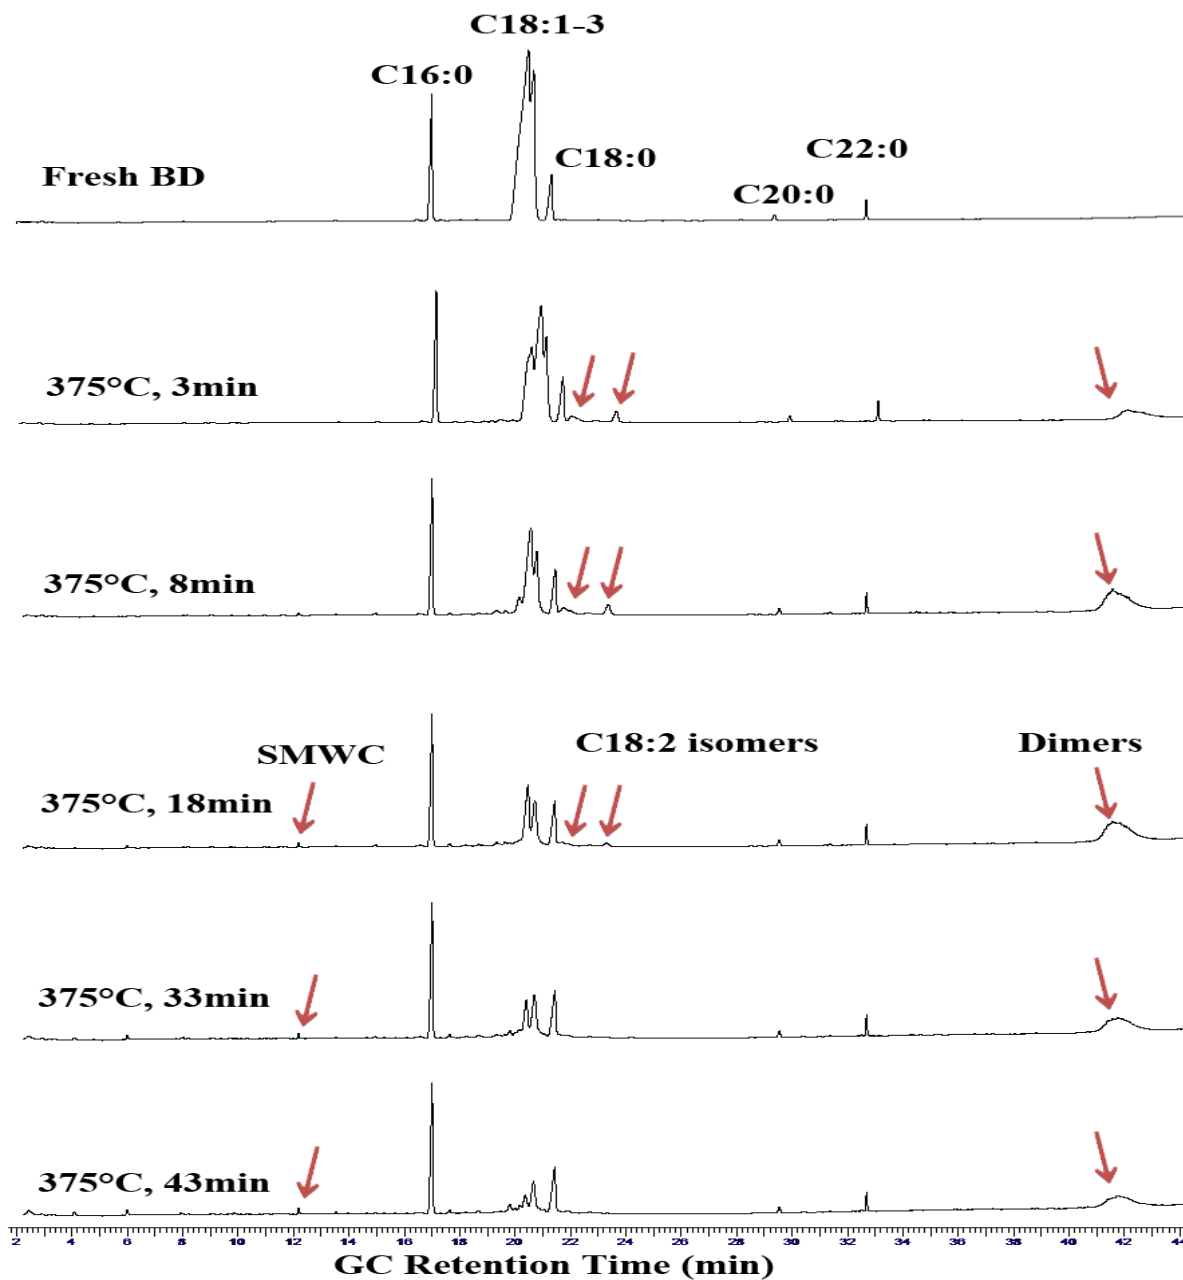 C18:1-3
C16:0
C18:0
C22:0
Fresh BD
C20:0
375°C, 3min
375°C, 8min
SMWC
C18:2 isomers
Dimers
375°C, 18min
375°C, 33min
375°C, 43min
2 4 6 8 10 12 14 16 18 20 22 24 26 28 30 32 34 36 38 40 42 44
GC Retention Time (min)